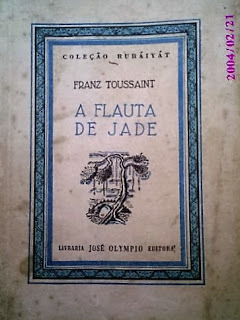 COLEÇÃO RUBÁIYÁT
FRANZ TOUSSAINT
A FLAUTA
DE JADE
LIVRARIA JOSÉ OLYMPIO EDITORA
2004/02/21